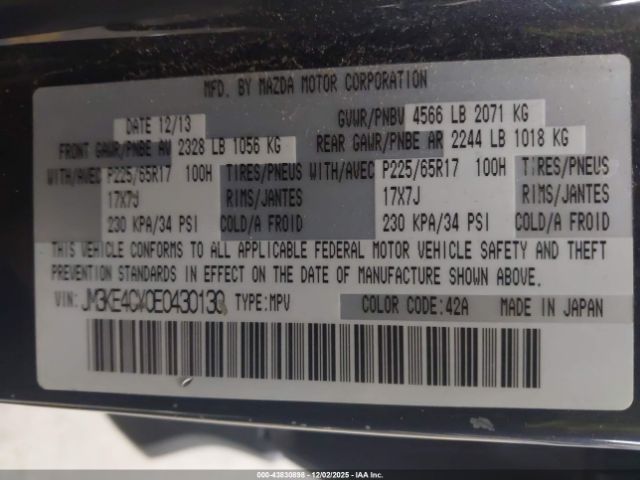 MFD. BY MAZDA MOTOR CORPORATION
DATE 12/13 GVWR/PNBV 4566 LB 2071 KG
FRONT GAWR/PNBE AV 2328 LB 1056 KG REAR GAWR/PNBE AR 2244 LB 1018 KG
WITH/AVEC P225/65R17 100H TIRES/PNEUS WITH/AVEC P225/65R17 100H TIRES/PNEUS
17X7J RIMS/JANTES 17X7J RIMS/JANTES
230 KPA/34 PSI COLD/A FROID 230 KPA/34 PSI COLD/A FROID
THIS VEHICLE CONFORMS TO ALL APPLICABLE FEDERAL MOTOR VEHICLE SAFETY AND THEFT
PREVENTION STANDARDS IN EFFECT ON THE DATE OF MANUFACTURE SHOWN ABOVE.
VIN: TYPE:MPV COLOR CODE:42A MADE IN JAPAN
000-43830898 - 12/02/2025 - IAA Inc.